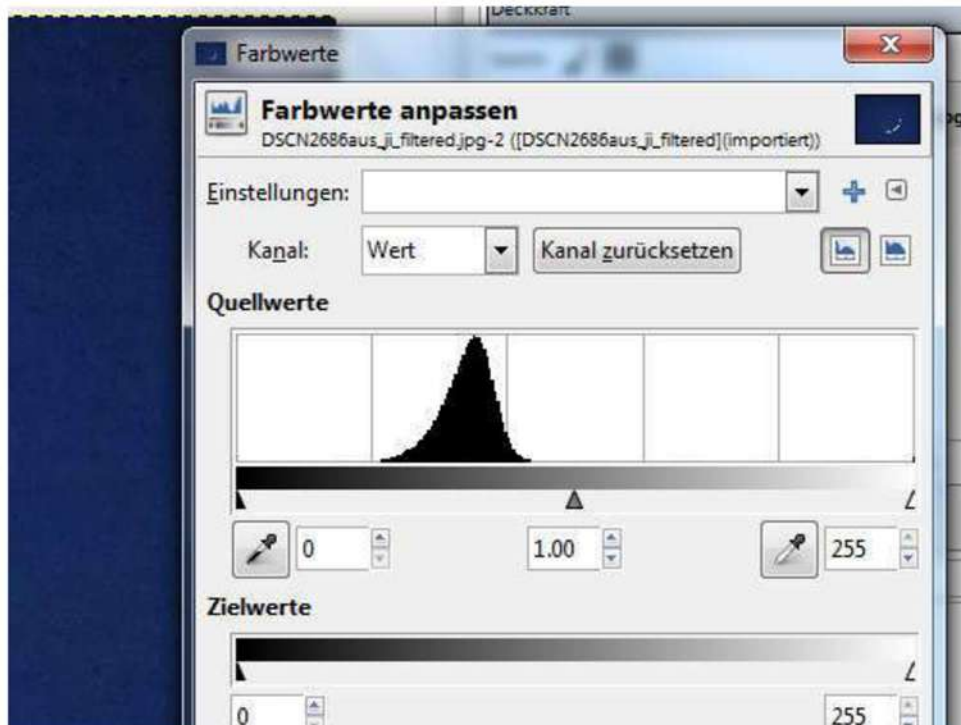 Deckkraft
Farbwerte
Farbwerte anpassen
DSCN2686aus_ji_filtered.jpg-2 ([DSCN2686aus_ji_filtered](importiert))
Einstellungen:
Kanal: Wert Kanal zurücksetzen
Quellwerte
0 1.00 255
Zielwerte
0 255